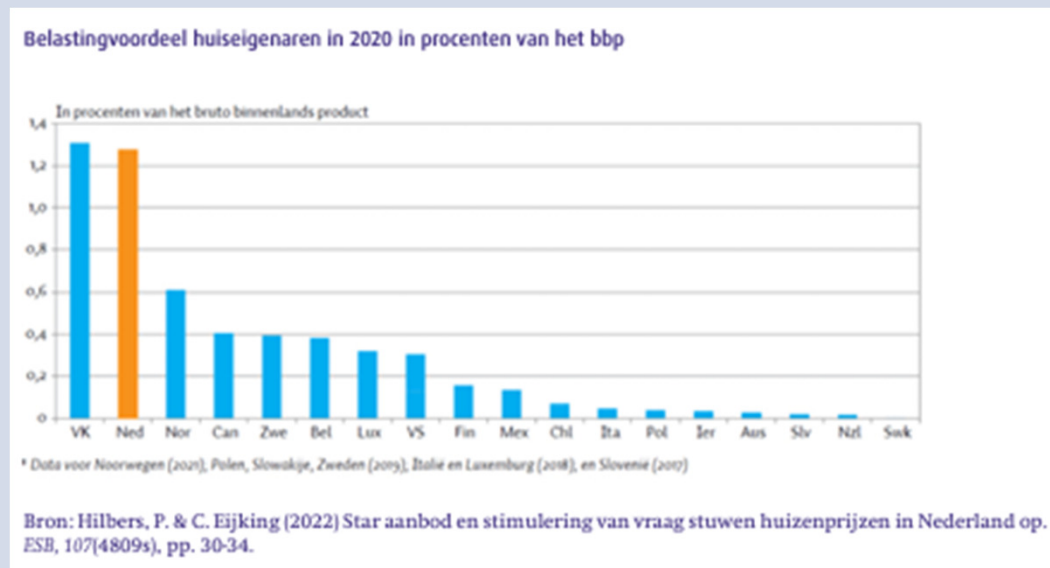 Belastingvoordeel huiseigenaren in 2020 in procenten van het bbp
In procenten van het bruto binnenlands product
1,4
1,2
1,0
0,8
0,6
0,4
0,2
0
VK Ned Nor Can Zwe Bel Lux VS Fin Mex Chl Ita Pol Ier Aus Slv Nzl Swk
* Data voor Noorwegen (2021), Polen, Slowakije, Zweden (2019), Italië en Luxemburg (2018), en Slovenië (2017)
Bron: Hilbers, P. & C. Eijking (2022) Star aanbod en stimulering van vraag stuwen huizenprijzen in Nederland op.
ESB, 107(4809s), pp. 30-34.